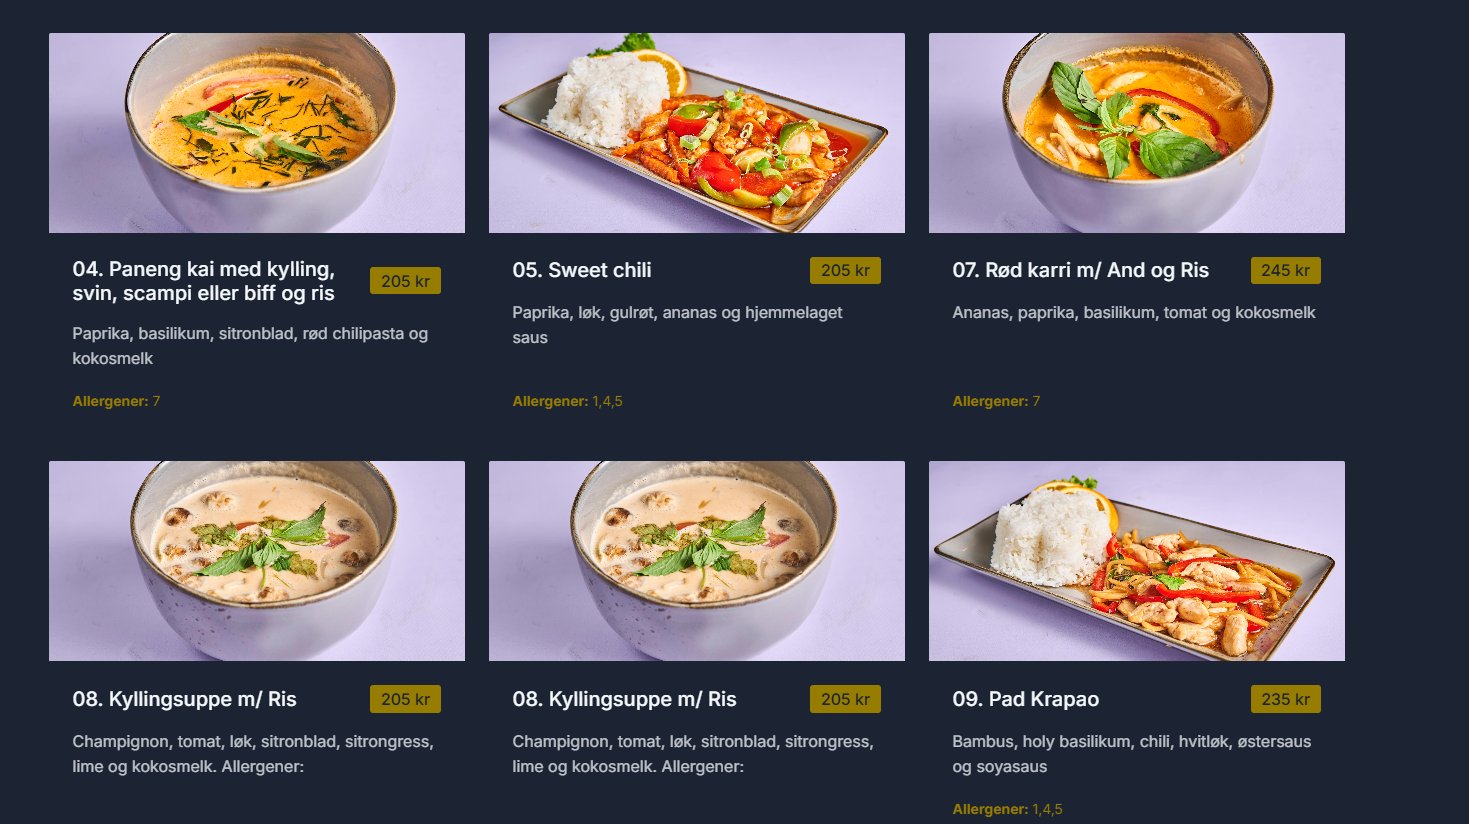 04. Paneng kai med kylling,
svin, scampi eller biff og ris
205 kr
Paprika, basilikum, sitronblad, rød chilipasta og
kokosmelk
Allergener: 7
05. Sweet chili
205 kr
Paprika, løk, gulrøt, ananas og hjemmelaget
saus
Allergener: 1,4,5
07. Rød karri m/ And og Ris
245 kr
Ananas, paprika, basilikum, tomat og kokosmelk
Allergener: 7
08. Kyllingsuppe m/ Ris
205 kr
Champignon, tomat, løk, sitronblad, sitrongress,
lime og kokosmelk. Allergener:
08. Kyllingsuppe m/ Ris
205 kr
Champignon, tomat, løk, sitronblad, sitrongress,
lime og kokosmelk. Allergener:
09. Pad Krapao
235 kr
Bambus, holy basilikum, chili, hvitløk, østersaus
og soyasaus
Allergener: 1,4,5